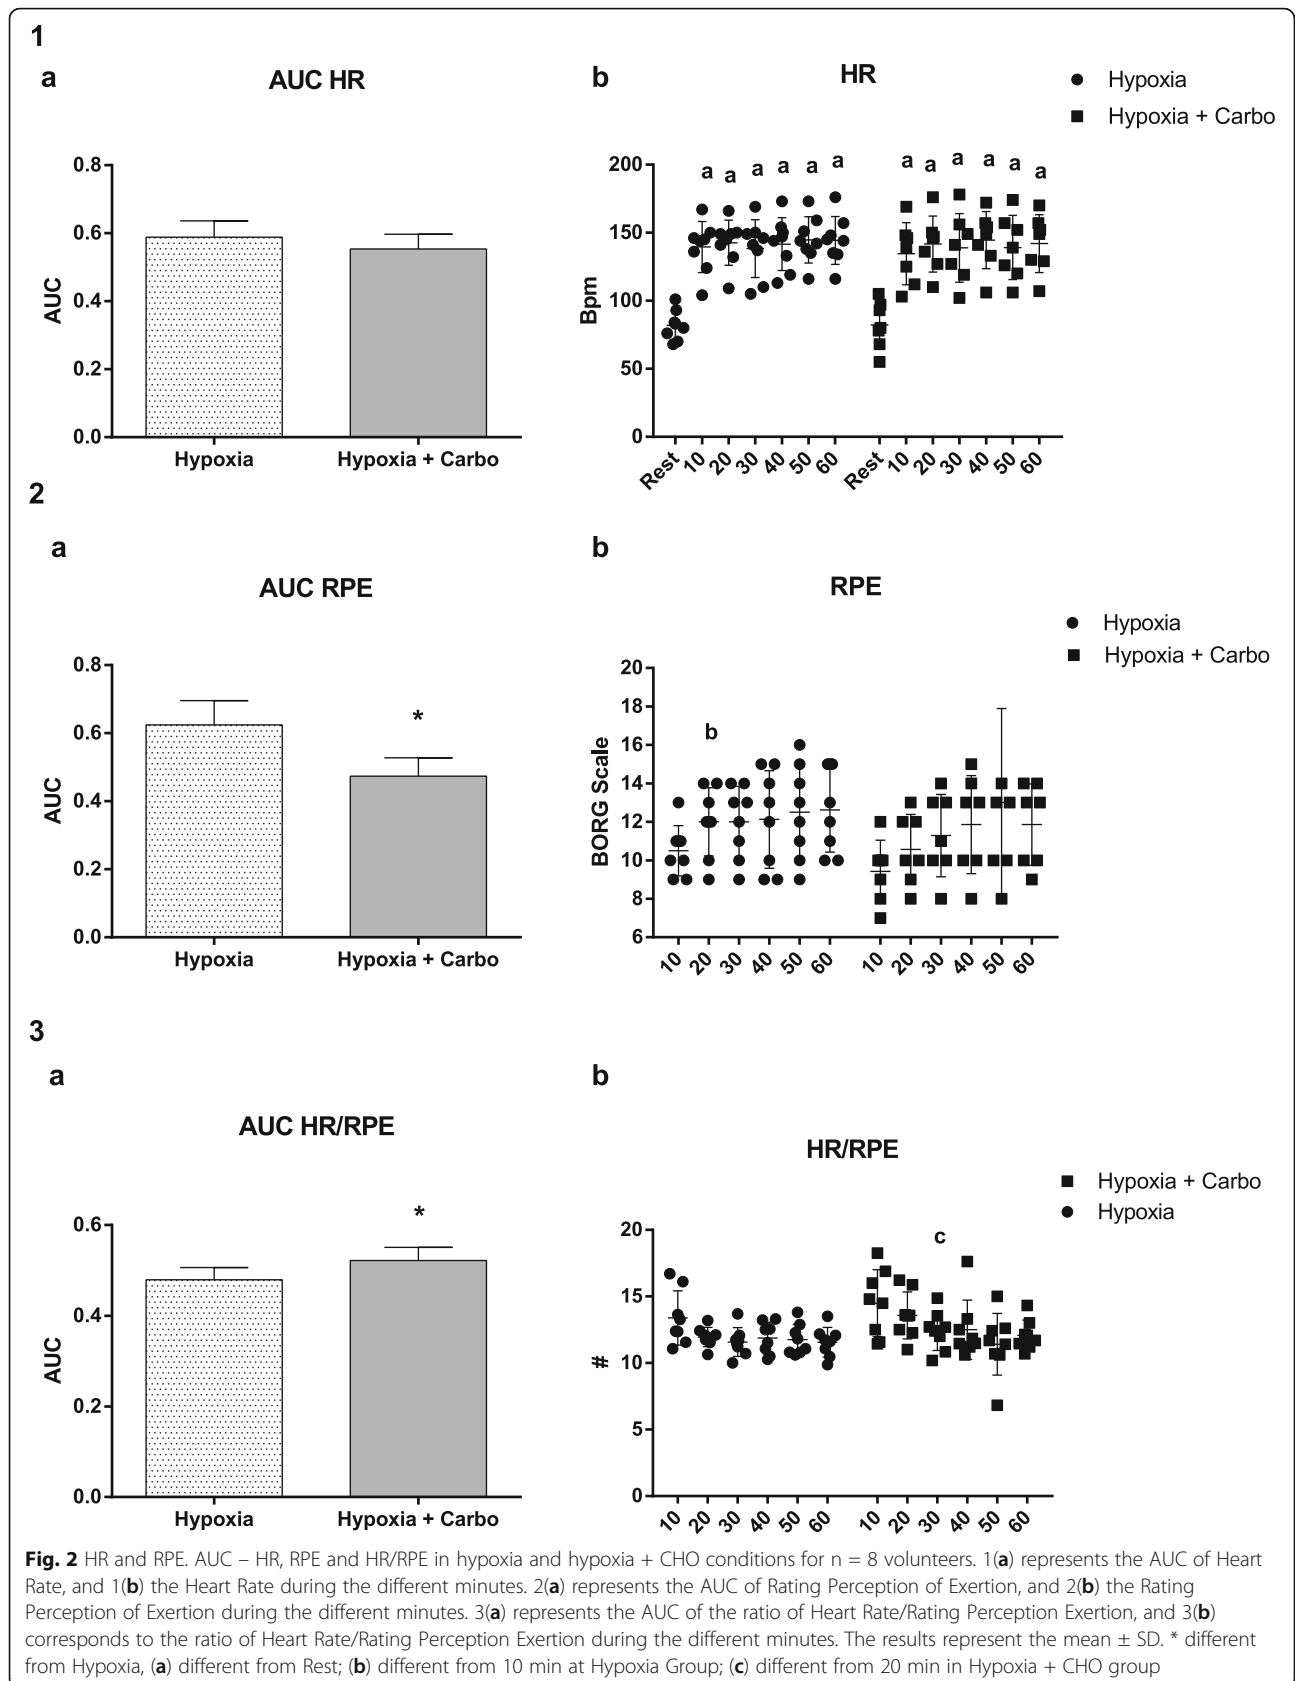 1
a
AUC HR
0.8
0.6
0.4
0.2
0.0
AUC
Hypoxia
Hypoxia + Carbo
b
HR
Hypoxia
Hypoxia + Carbo
200
150
100
50
0
Bpm
a a a a a a a a a a a a
Rest 10 20 30 40 50 60 Rest 10 20 30 40 50 60
2
a
AUC RPE
0.8
0.6
0.4
0.2
0.0
AUC
*
Hypoxia
Hypoxia + Carbo
b
RPE
Hypoxia
Hypoxia + Carbo
20
18
16
14
12
10
8
6
BORG Scale
b
10 20 30 40 50 60 10 20 30 40 50 60
3
a
AUC HR/RPE
0.6
0.4
0.2
0.0
AUC
*
Hypoxia
Hypoxia + Carbo
b
HR/RPE
Hypoxia + Carbo
Hypoxia
20
15
10
5
0
#
c
10 20 30 40 50 60 10 20 30 40 50 60
Fig. 2 HR and RPE. AUC – HR, RPE and HR/RPE in hypoxia and hypoxia + CHO conditions for n = 8 volunteers. 1(a) represents the AUC of Heart
Rate, and 1(b) the Heart Rate during the different minutes. 2(a) represents the AUC of Rating Perception of Exertion, and 2(b) the Rating
Perception of Exertion during the different minutes. 3(a) represents the AUC of the ratio of Heart Rate/Rating Perception Exertion, and 3(b)
corresponds to the ratio of Heart Rate/Rating Perception Exertion during the different minutes. The results represent the mean ± SD. * different
from Hypoxia, (a) different from Rest; (b) different from 10 min at Hypoxia Group; (c) different from 20 min in Hypoxia + CHO group